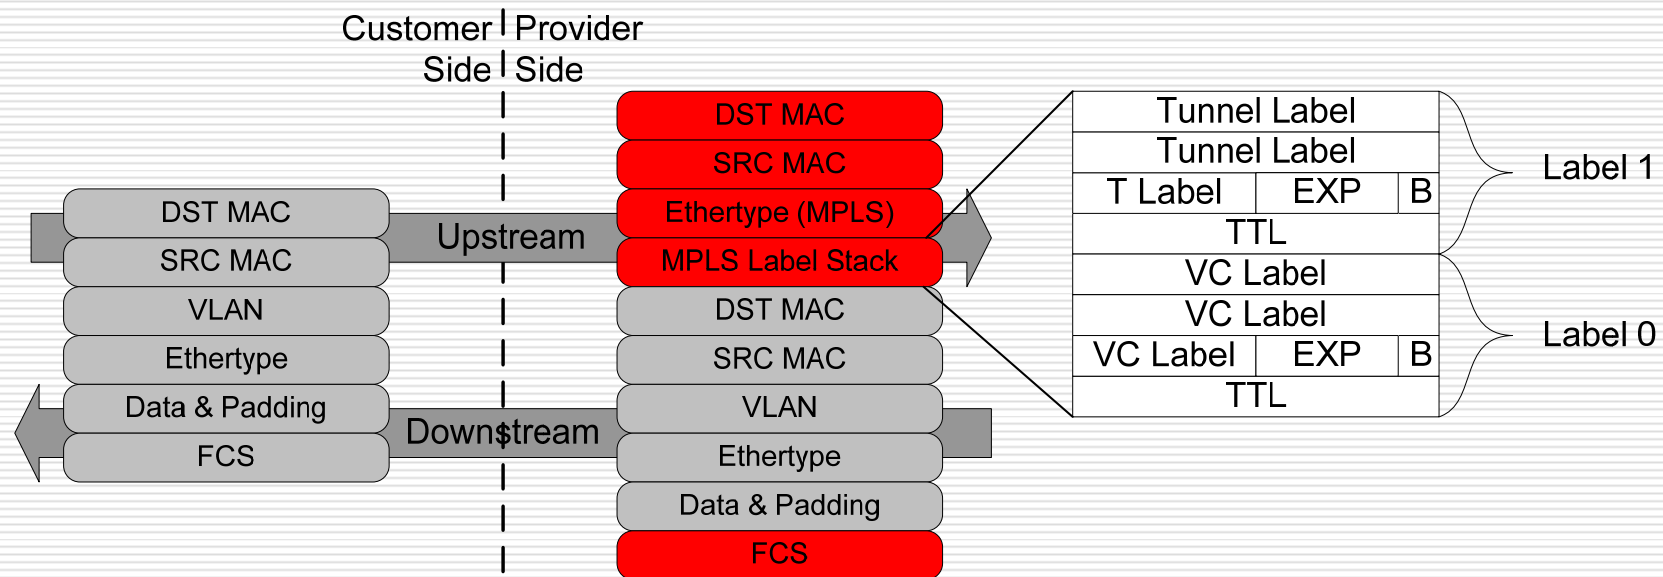 Customer Provider
Side Side
DST MAC
SRC MAC
VLAN
Ethertype
Data & Padding
FCS
Upstream
Downstream
DST MAC
SRC MAC
Ethertype (MPLS)
MPLS Label Stack
DST MAC
SRC MAC
VLAN
Ethertype
Data & Padding
FCS
Tunnel Label
Tunnel Label
T Label EXP B
TTL
VC Label
VC Label
VC Label EXP B
TTL
Label 1
Label 0